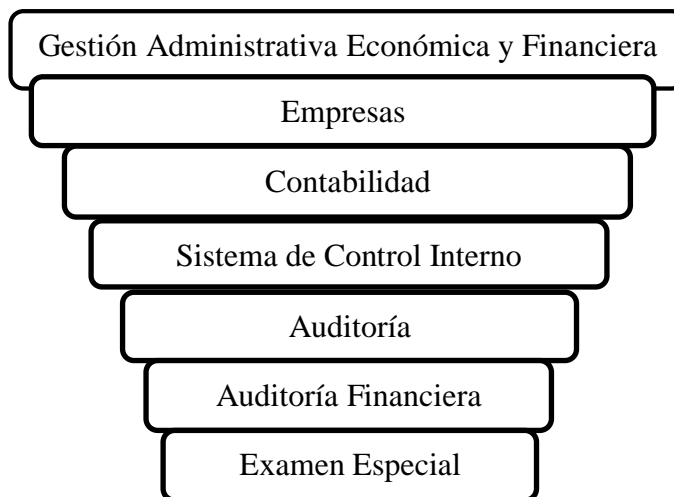 Gestión Administrativa Económica y Financiera
Empresas
Contabilidad
Sistema de Control Interno
Auditoría
Auditoría Financiera
Examen Especial